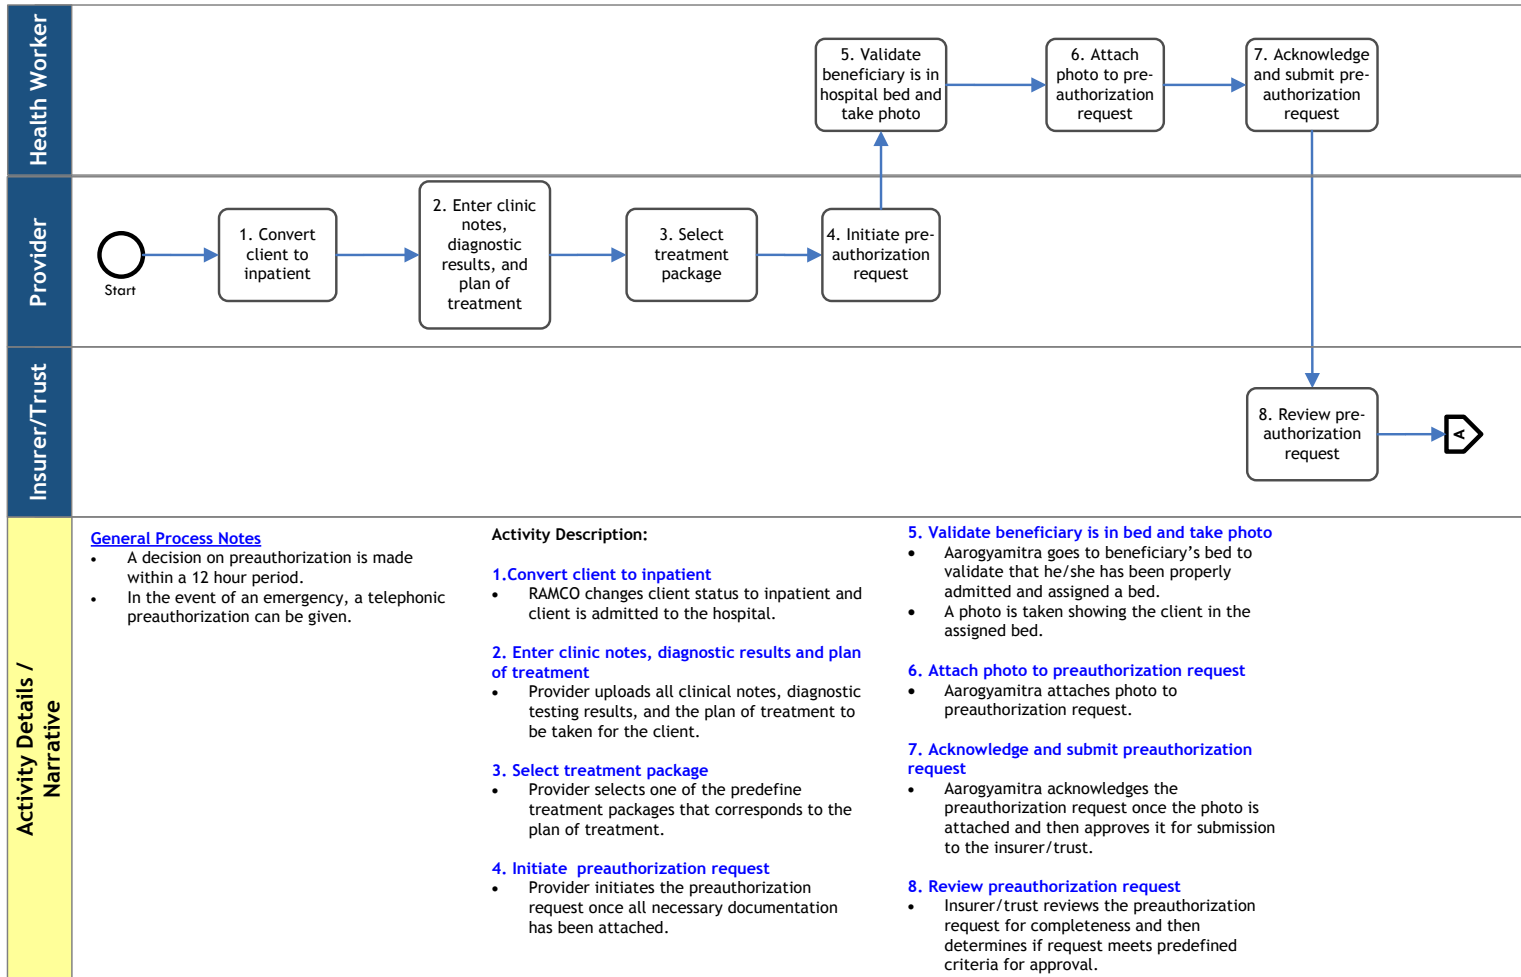 Health Worker
5. Validate
beneficiary is in
hospital bed and
take photo
6. Attach
photo to pre-
authorization
request
7. Acknowledge
and submit pre-
authorization
request
Provider
Start
1. Convert
client to
inpatient
2. Enter clinic
notes,
diagnostic
results, and
plan of
treatment
3. Select
treatment
package
4. Initiate pre-
authorization
request
Insurer/Trust
8. Review pre-
authorization
request
A
Activity Details /
Narrative
General Process Notes
• A decision on preauthorization is made
within a 12 hour period.
• In the event of an emergency, a telephonic
preauthorization can be given.
Activity Description:
1.Convert client to inpatient
• RAMCO changes client status to inpatient and
client is admitted to the hospital.
2. Enter clinic notes, diagnostic results and plan
of treatment
• Provider uploads all clinical notes, diagnostic
testing results, and the plan of treatment to
be taken for the client.
3. Select treatment package
• Provider selects one of the predefine
treatment packages that corresponds to the
plan of treatment.
4. Initiate preauthorization request
• Provider initiates the preauthorization
request once all necessary documentation
has been attached.
5. Validate beneficiary is in bed and take photo
• Aarogyamitra goes to beneficiary's bed to
validate that he/she has been properly
admitted and assigned a bed.
• A photo is taken showing the client in the
assigned bed.
6. Attach photo to preauthorization request
• Aarogyamitra attaches photo to
preauthorization request.
7. Acknowledge and submit preauthorization
request
• Aarogyamitra acknowledges the
preauthorization request once the photo is
attached and then approves it for submission
to the insurer/trust.
8. Review preauthorization request
• Insurer/trust reviews the preauthorization
request for completeness and then
determines if request meets predefined
criteria for approval.